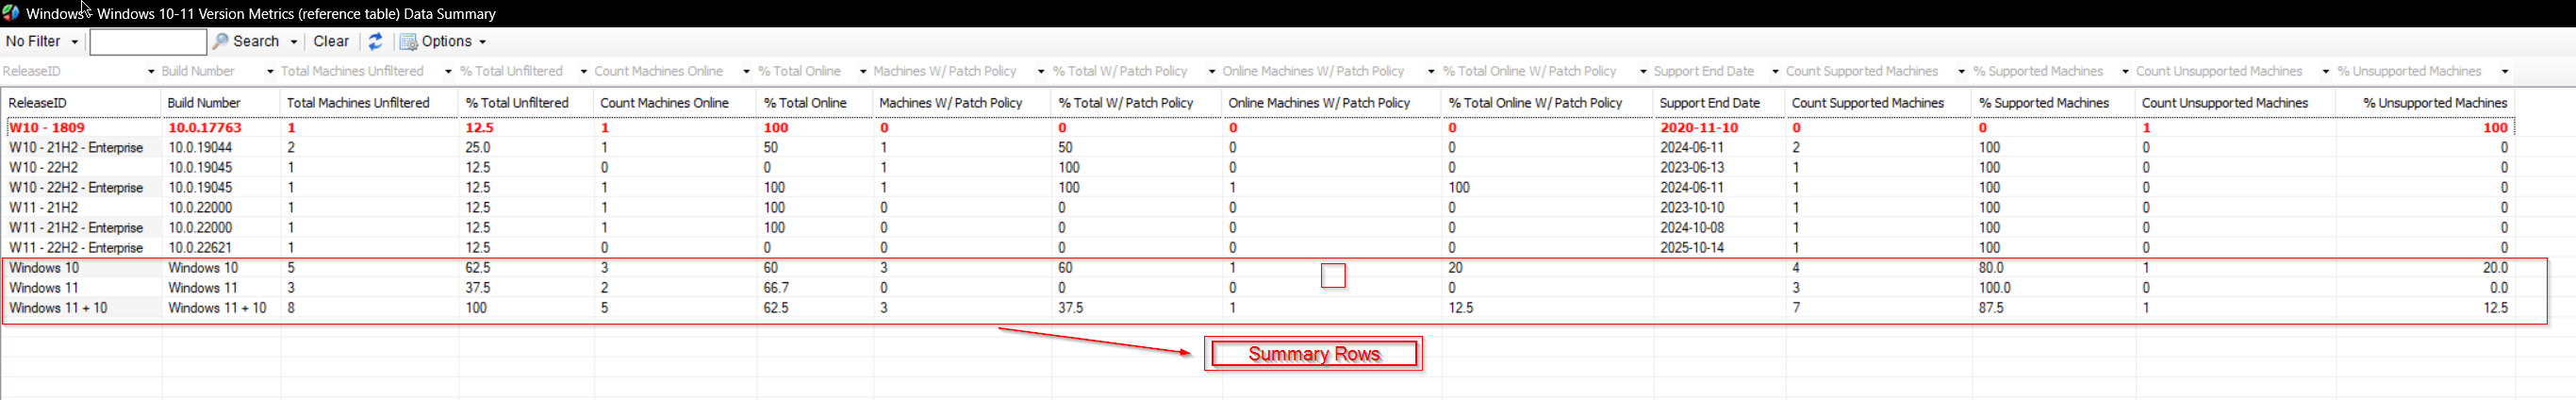 Windows - Windows 10-11 Version Metrics (reference table) Data Summary
No Filter Search Clear Options
ReleaseID Build Number Total Machines Unfiltered % Total Unfiltered Count Machines Online % Total Online Machines W/ Patch Policy % Total W/ Patch Policy Online Machines W/ Patch Policy % Total Online W/ Patch Policy Support End Date Count Supported Machines % Supported Machines Count Unsupported Machines % Unsupported Machines
ReleaseID Build Number Total Machines Unfiltered % Total Unfiltered Count Machines Online % Total Online Machines W/ Patch Policy % Total W/ Patch Policy Online Machines W/ Patch Policy % Total Online W/ Patch Policy Support End Date Count Supported Machines % Supported Machines Count Unsupported Machines % Unsupported Machines
W10 - 1809 10.0.17763 1 12.5 1 100 0 0 0 0 2020-11-10 0 0 1 100
W10 - 21H2 - Enterprise 10.0.19044 2 25.0 1 50 1 50 0 0 2024-06-11 2 100 0 0
W10 - 22H2 10.0.19045 1 12.5 0 0 1 100 0 0 2023-06-13 1 100 0 0
W10 - 22H2 - Enterprise 10.0.19045 1 12.5 1 100 1 100 1 100 2024-06-11 1 100 0 0
W11 - 21H2 10.0.22000 1 12.5 1 100 0 0 0 0 2023-10-10 1 100 0 0
W11 - 21H2 - Enterprise 10.0.22000 1 12.5 1 100 0 0 0 0 2024-10-08 1 100 0 0
W11 - 22H2 - Enterprise 10.0.22621 1 12.5 0 0 0 0 0 0 2025-10-14 1 100 0 0
Windows 10 Windows 10 5 62.5 3 60 3 60 1 20 4 80.0 1 20.0
Windows 11 Windows 11 3 37.5 2 66.7 0 0 0 0 3 100.0 0 0.0
Windows 11 + 10 Windows 11 + 10 8 100 5 62.5 3 37.5 1 12.5 7 87.5 1 12.5
Summary Rows